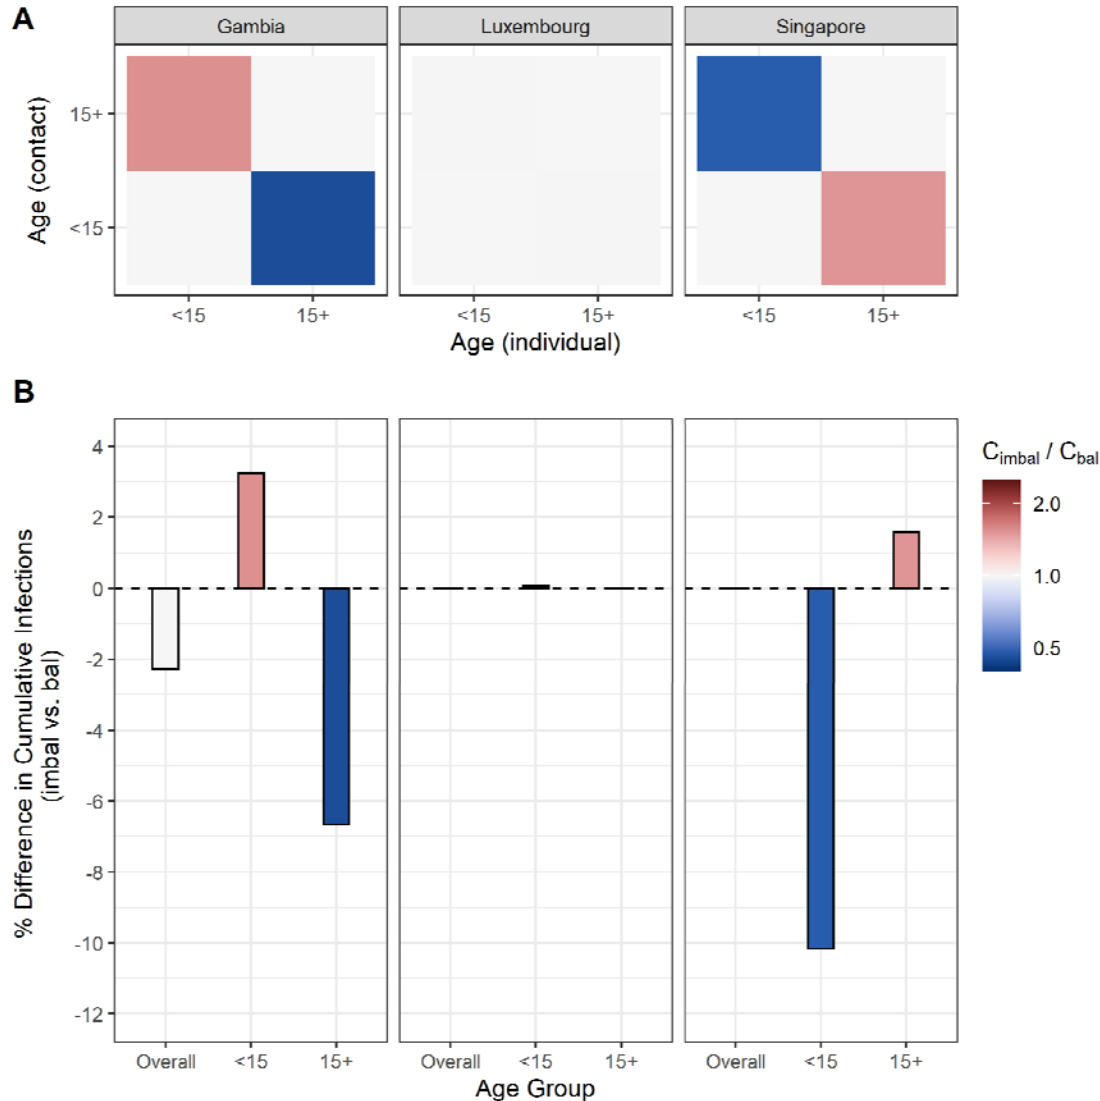 A
Gambia Luxembourg Singapore
Age (contact)
15+
<15
<15 15+ <15 15+ <15 15+
Age (individual)
B
% Difference in Cumulative Infections
(imbal vs. bal)
4
2
0
-2
-4
-6
-8
-10
-12
Overall <15 15+ Overall <15 15+ Overall <15 15+
Age Group
C_imbal / C_bal
2.0
1.0
0.5